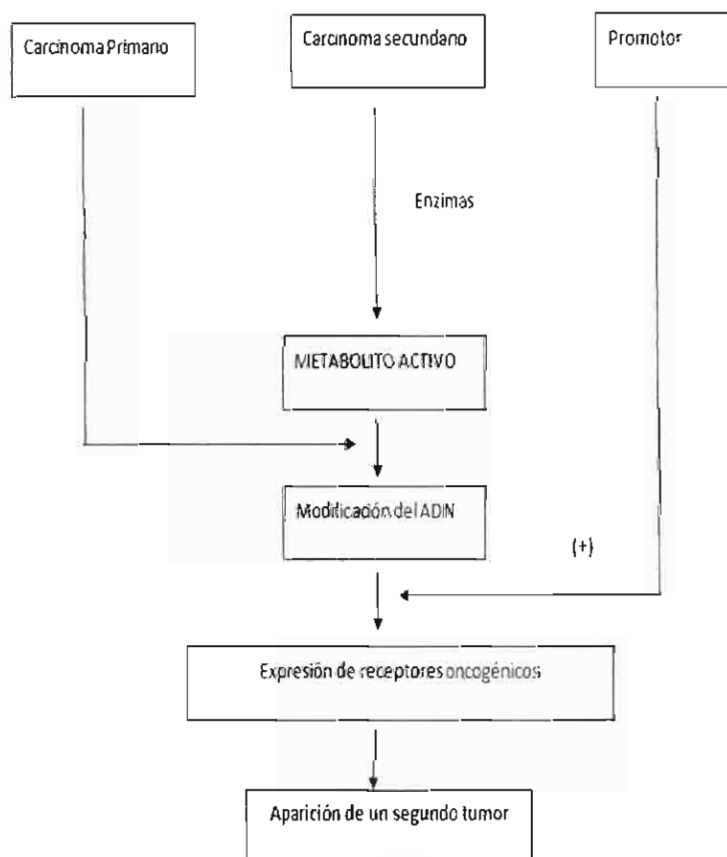 Carcinoma Primario
Carcinoma secundario
Promotor
Enzimas
METABOLITO ACTIVO
Modificación del ADN
(+)
Expresión de receptores oncogénicos
Aparición de un segundo tumor